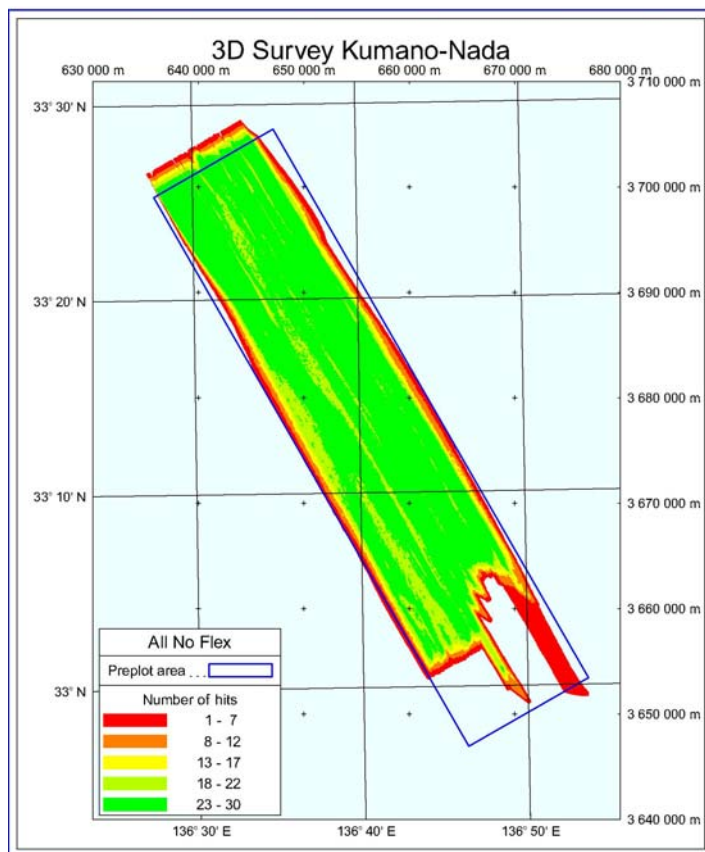 3D Survey Kumano-Nada
630 000 m 640 000 m 650 000 m 660 000 m 670 000 m 680 000 m
3 710 000 m
33° 30' N
3 700 000 m
33° 20' N
3 690 000 m
3 680 000 m
33° 10' N
3 670 000 m
3 660 000 m
33° N
3 650 000 m
3 640 000 m
All No Flex
Preplot area . . .
Number of hits
1 - 7
8 - 12
13 - 17
18 - 22
23 - 30
136° 30' E 136° 40' E 136° 50' E